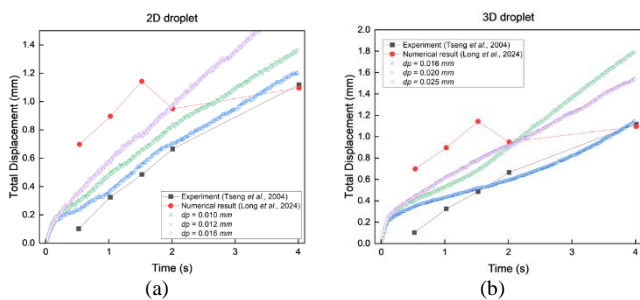 2D droplet
Total Displacement (mm)
1.4
1.2
1.0
0.8
0.6
0.4
0.2
0.0
Experiment (Tseng et al., 2004)
Numerical result (Long et al., 2024)
dp = 0.010 mm
dp = 0.012 mm
dp = 0.016 mm
0
1
2
3
4
Time (s)
(a)
3D droplet
Total Displacement (mm)
2.0
1.8
1.6
1.4
1.2
1.0
0.8
0.6
0.4
0.2
0.0
Experiment (Tseng et al., 2004)
Numerical result (Long et al., 2024)
dp = 0.016 mm
dp = 0.020 mm
dp = 0.025 mm
0
1
2
3
4
Time (s)
(b)